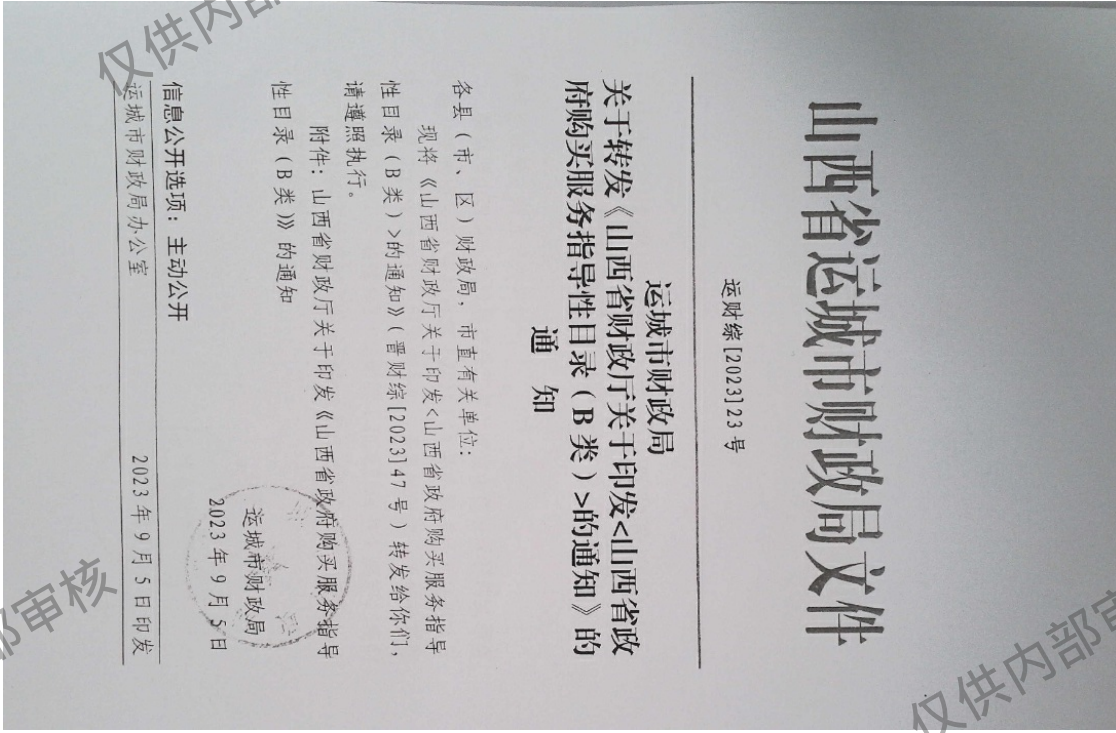 山西省运城市财政局文件
运财综[2023]23号
运城市财政局
关于转发《山西省财政厅关于印发<山西省政
府购买服务指导性目录（B类）>的通知》的
通 知
各县（市、区）财政局，市直有关单位：
现将《山西省财政厅关于印发<山西省政府购买服务指导
性目录（B类）>的通知》（晋财综[2023]47号）转发给你们，
请遵照执行。
附件：山西省财政厅关于印发《山西省政府购买服务指导
性目录（B类）》的通知
运城市财政局
2023年9月5日
信息公开选项：主动公开
运城市财政局办公室 2023年9月5日印发
仅供内部
部审核
仅供内部审